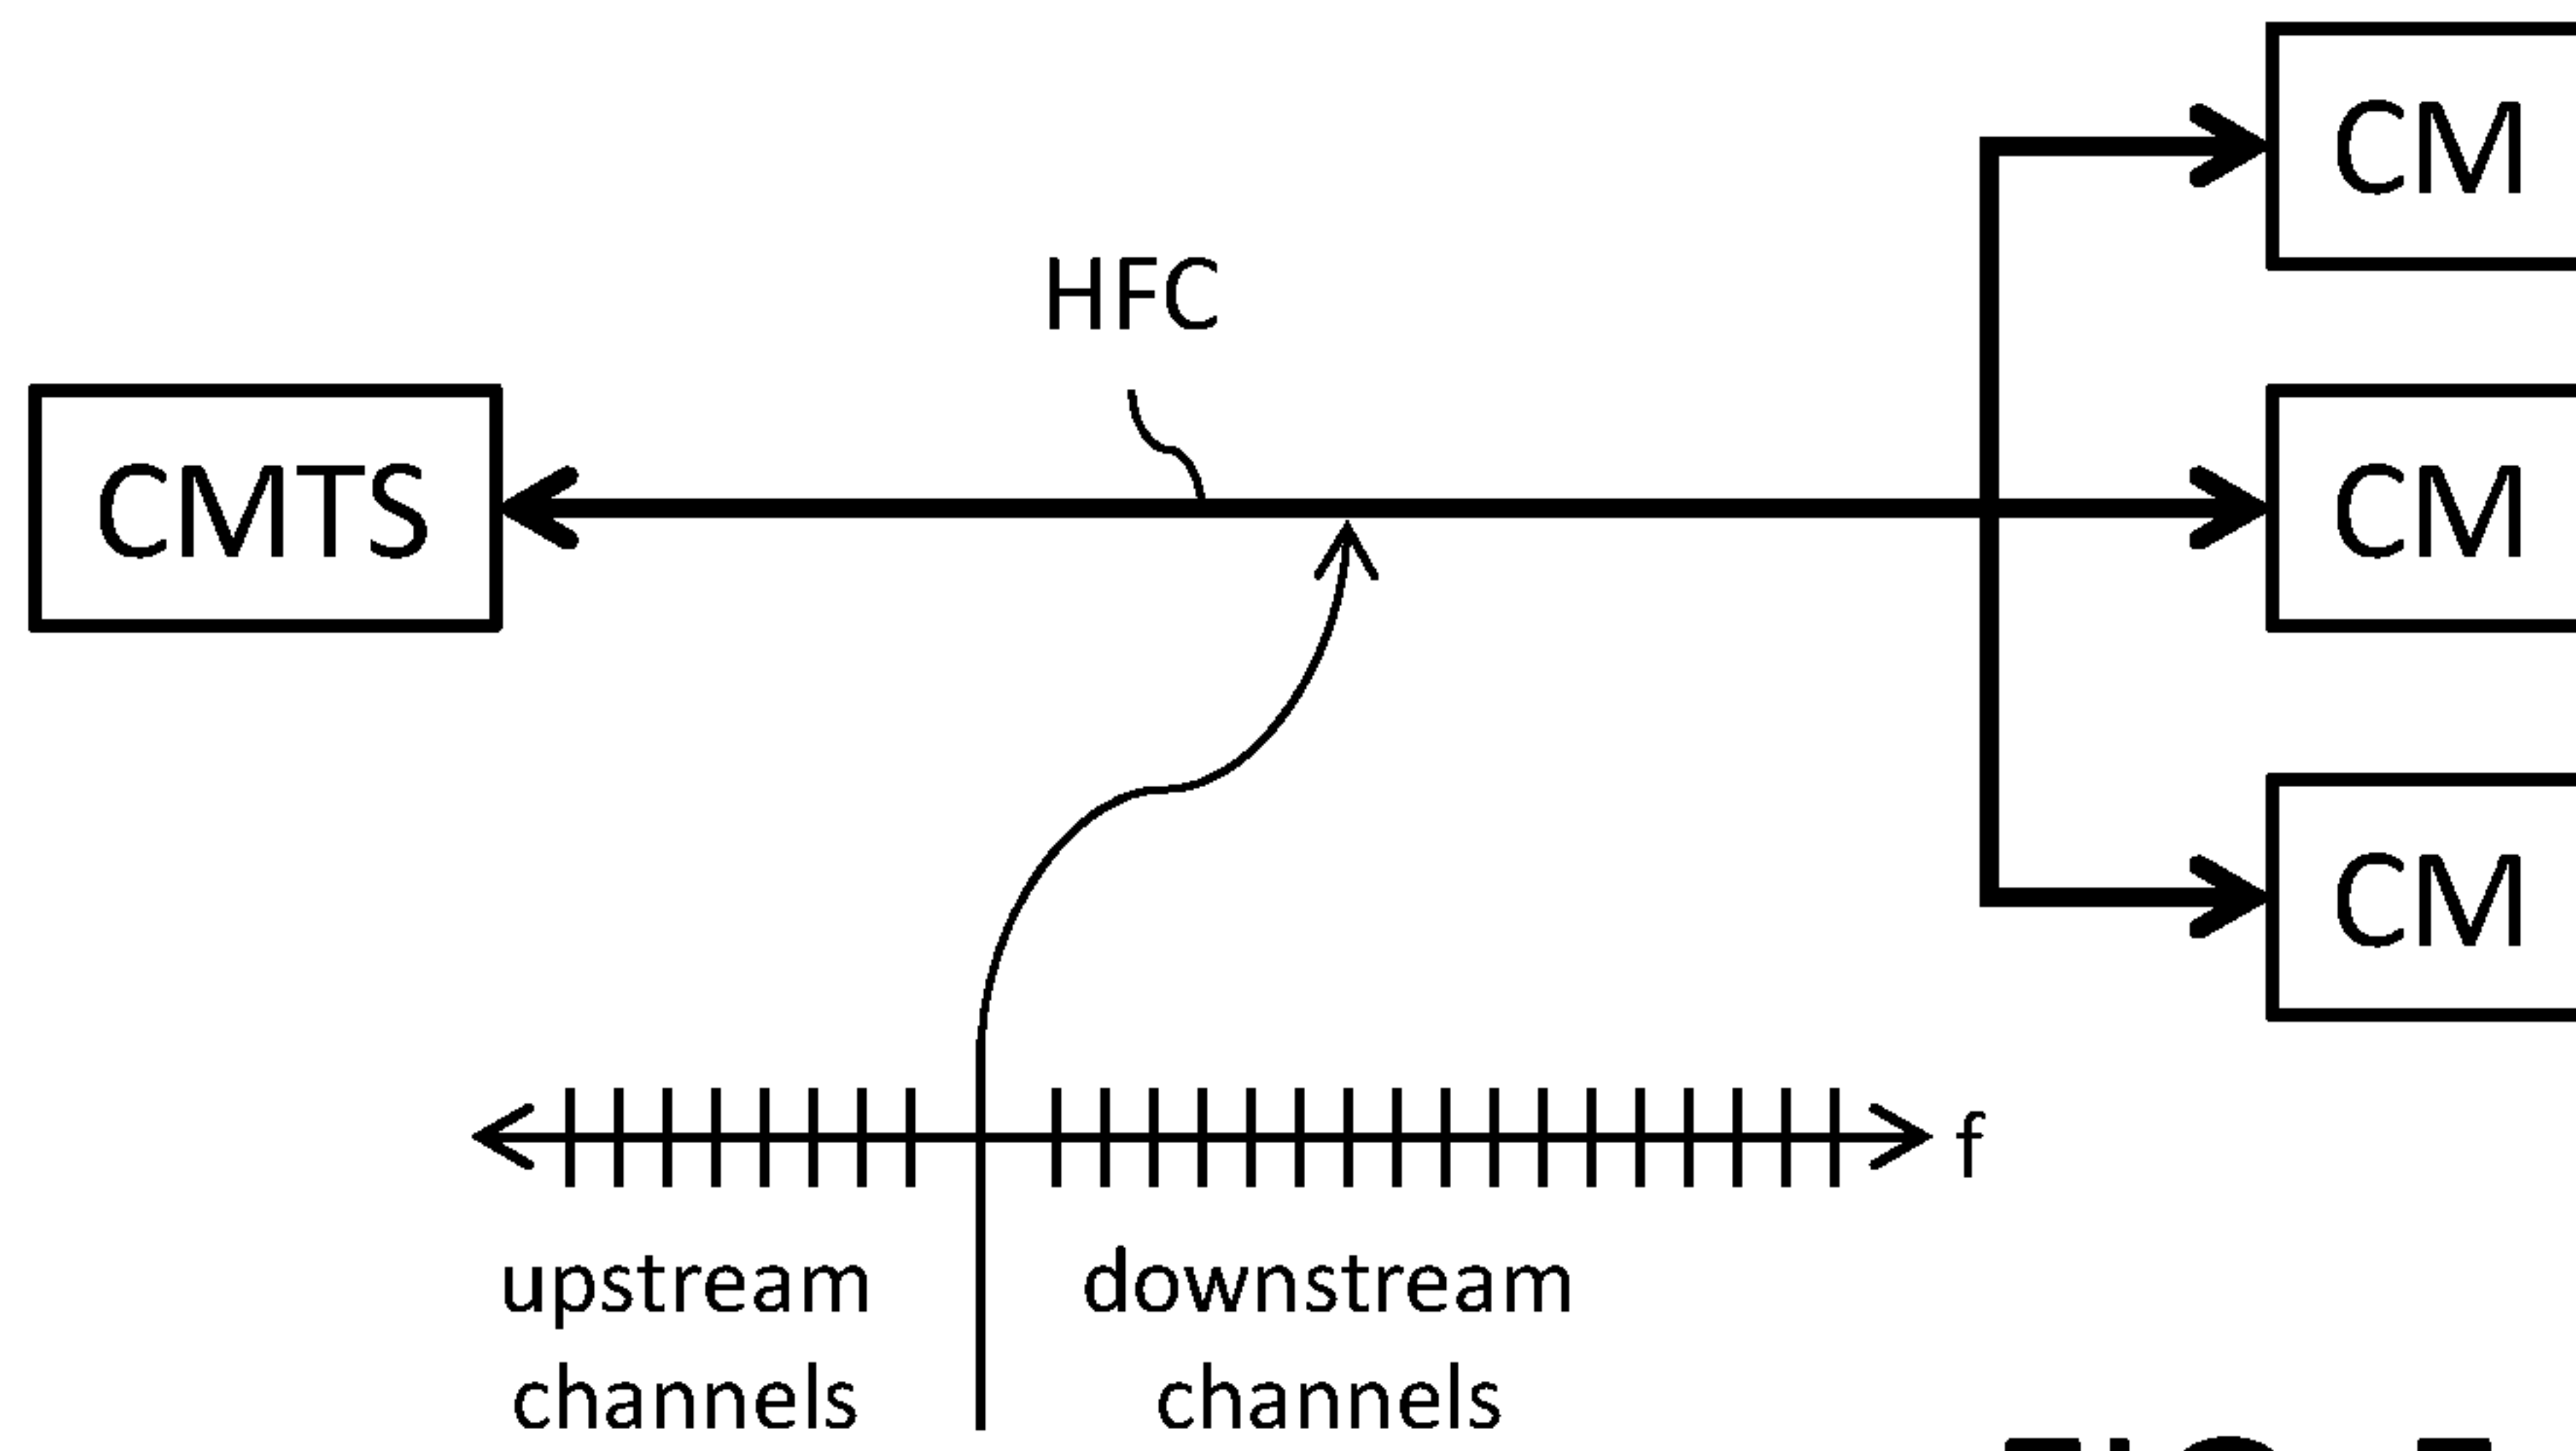 CM
HFC
CMTS
CM
CM
f
upstream
channels
downstream
channels